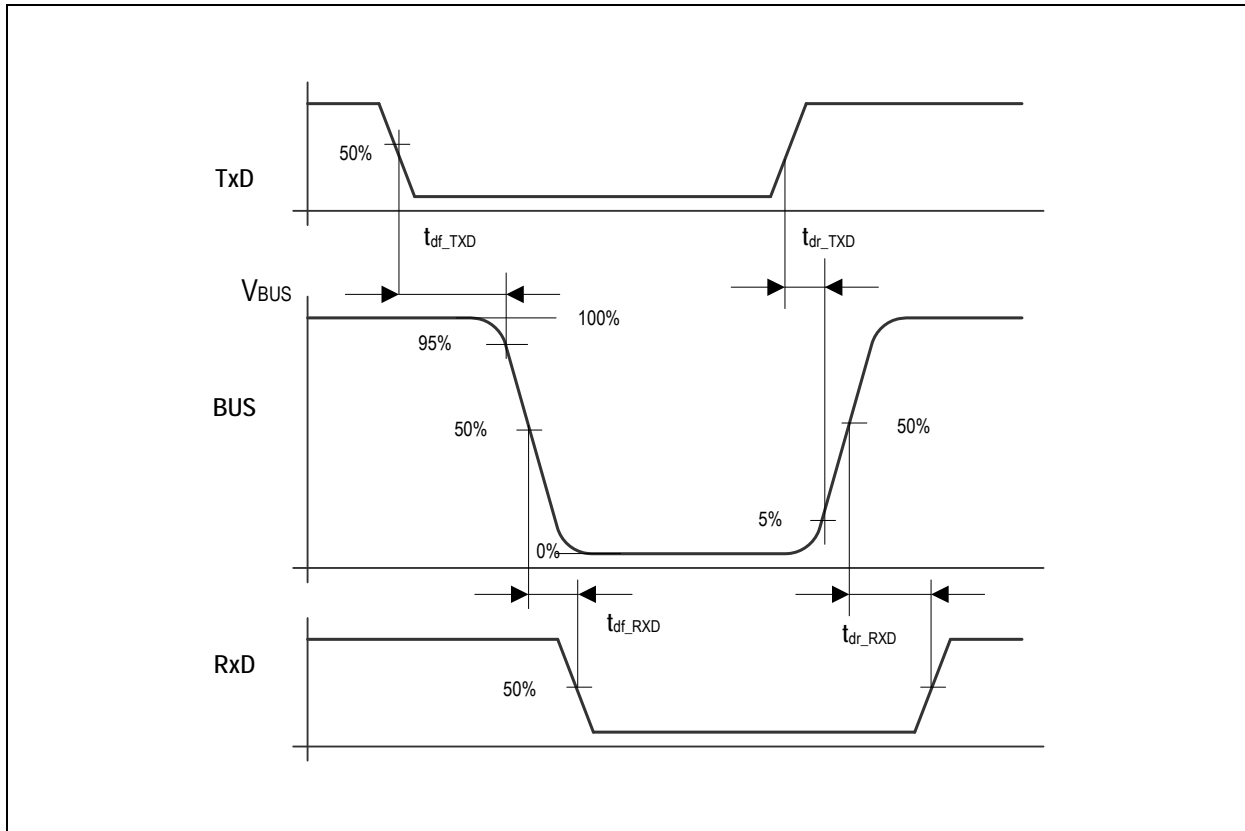 50%
TxD
tdf_TXD
tdr_TXD
VBUS
100%
95%
BUS
50%
50%
5%
0%
tdf_RXD
tdr_RXD
RxD
50%